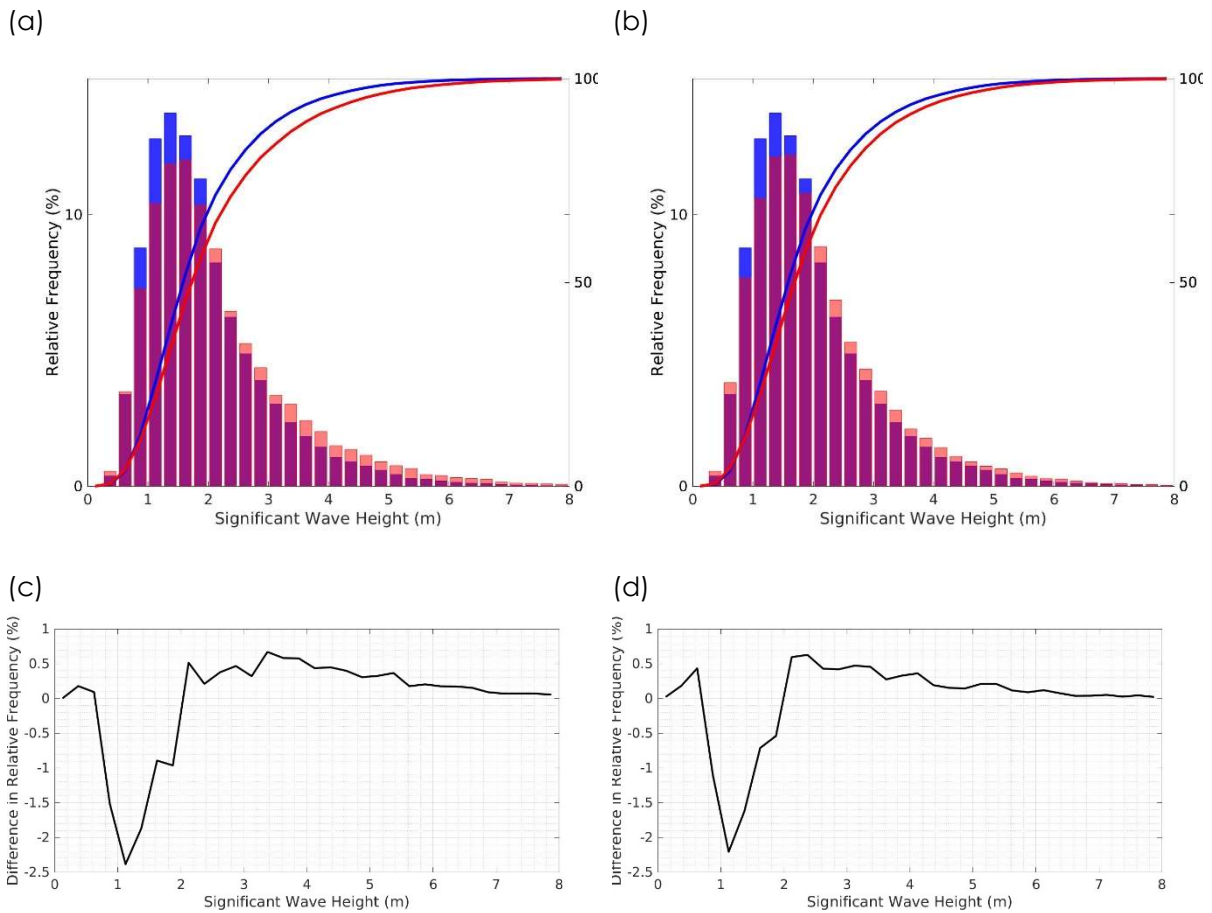 (a)
(b)
Relative Frequency (%)
10
0
100
50
0
0 1 2 3 4 5 6 7 8
Significant Wave Height (m)
Relative Frequency (%)
10
0
100
50
0
0 1 2 3 4 5 6 7 8
Significant Wave Height (m)
(c)
(d)
Difference in Relative Frequency (%)
1
0.5
0
-0.5
-1
-1.5
-2
-2.5
0 1 2 3 4 5 6 7 8
Significant Wave Height (m)
Difference in Relative Frequency (%)
1
0.5
0
-0.5
-1
-1.5
-2
-2.5
0 1 2 3 4 5 6 7 8
Significant Wave Height (m)